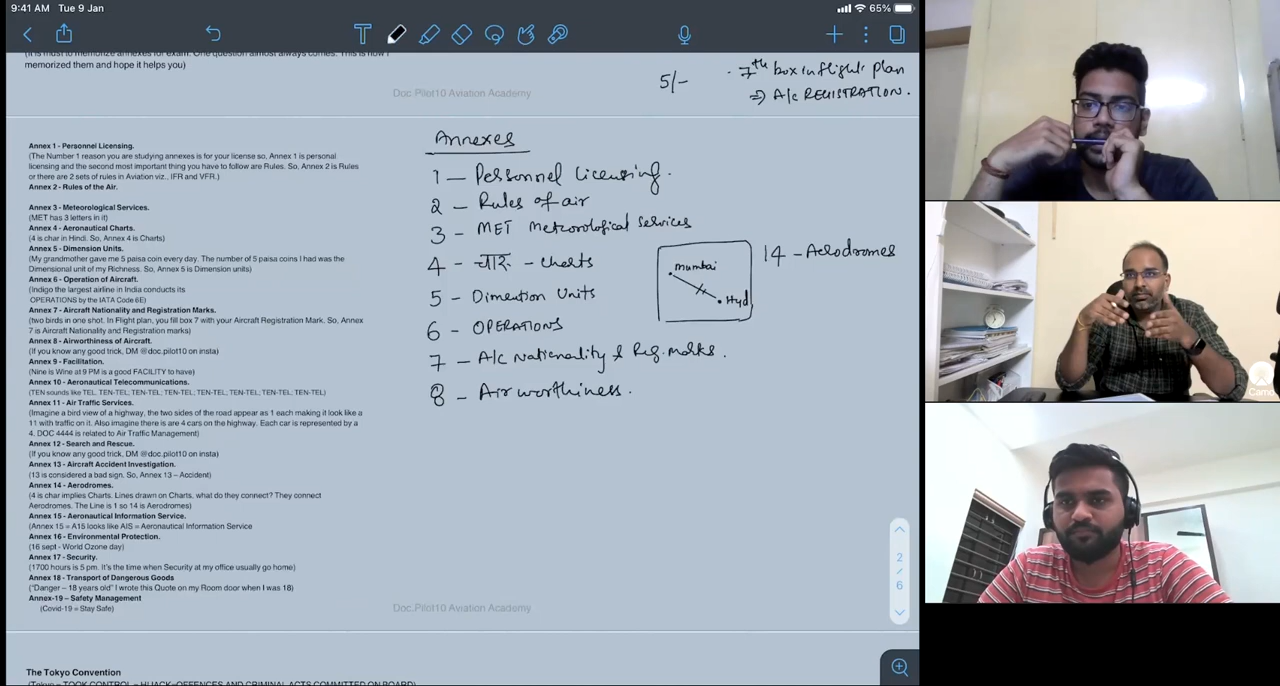 9:41 AM Tue 9 Jan
65%
(It is must to memorize annexes for exam. One question almost always comes. This is how I
memorized them and hope it helps you)
Doc.Pilot10 Aviation Academy
5/-
- 7th box in flight plan
⇒ A/c REGISTRATION.
Annex 1 - Personnel Licensing.
(The Number 1 reason you are studying annexes is for your license so, Annex 1 is personal
licensing and the second most important thing you have to follow are Rules. So, Annex 2 is Rules
or there are 2 sets of rules in Aviation viz., IFR and VFR.)
Annex 2 - Rules of the Air.
Annex 3 - Meteorological Services.
(MET has 3 letters in it)
Annex 4 - Aeronautical Charts.
(4 is char in Hindi. So, Annex 4 is Charts)
Annex 5 - Dimension Units.
(My grandmother gave me 5 paisa coin every day. The number of 5 paisa coins I had was the
Dimensional unit of my Richness. So, Annex 5 is Dimension units)
Annex 6 - Operation of Aircraft.
(Indigo the largest airline in India conducts its
OPERATIONS by the IATA Code 6E)
Annex 7 - Aircraft Nationality and Registration Marks.
(two birds in one shot. In Flight plan, you fill box 7 with your Aircraft Registration Mark. So, Annex
7 is Aircraft Nationality and Registration marks)
Annex 8 - Airworthiness of Aircraft.
(If you know any good trick, DM @doc.pilot10 on insta)
Annex 9 - Facilitation.
(Nine is Wine at 9 PM is a good FACILITY to have)
Annex 10 - Aeronautical Telecommunications.
(TEN sounds like TEL. TEN-TEL; TEN-TEL; TEN-TEL; TEN-TEL; TEN-TEL; TEN-TEL; TEN-TEL)
Annex 11 - Air Traffic Services.
(Imagine a bird view of a highway, the two sides of the road appear as 1 each making it look like a
11 with traffic on it. Also imagine there is are 4 cars on the highway. Each car is represented by a
4. DOC 4444 is related to Air Traffic Management)
Annex 12 - Search and Rescue.
(If you know any good trick, DM @doc.pilot10 on insta)
Annex 13 - Aircraft Accident Investigation.
(13 is considered a bad sign. So, Annex 13 – Accident)
Annex 14 - Aerodromes.
(4 is char implies Charts. Lines drawn on Charts, what do they connect? They connect
Aerodromes. The Line is 1 so 14 is Aerodromes)
Annex 15 - Aeronautical Information Service.
(Annex 15 = A15 looks like AIS = Aeronautical Information Service
Annex 16 - Environmental Protection.
(16 sept - World Ozone day)
Annex 17 - Security.
(1700 hours is 5 pm. It's the time when Security at my office usually go home)
Annex 18 - Transport of Dangerous Goods
("Danger – 18 years old" I wrote this Quote on my Room door when I was 18)
Annex-19 – Safety Management
(Covid-19 = Stay Safe)
Annexes
1 — Personnel Licensing.
2 — Rules of air
3 - MET Meteorological Services
4 - चार - charts
5 - Dimention Units
6 - OPERATIONS
7 - A/c Nationality & Reg. marks.
8 - Air worthiness.
mumbai
Hyd
14 - Aerodromes
2
/
6
Doc.Pilot10 Aviation Academy
The Tokyo Convention
(Tokyo – TOOK CONTROL – HIJACK=OFFENCES AND CRIMINAL ACTS COMMITTED ON BOARD)